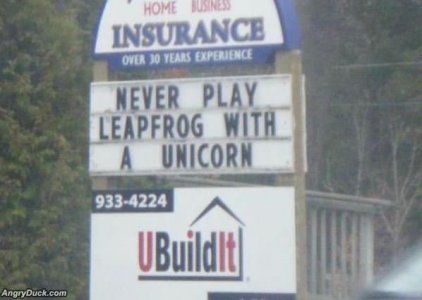 HOME BUSINESS
INSURANCE
OVER 30 YEARS EXPERIENCE
NEVER PLAY
LEAPFROG WITH
A UNICORN
933-4224
UBuildIt
AngryDuck.com